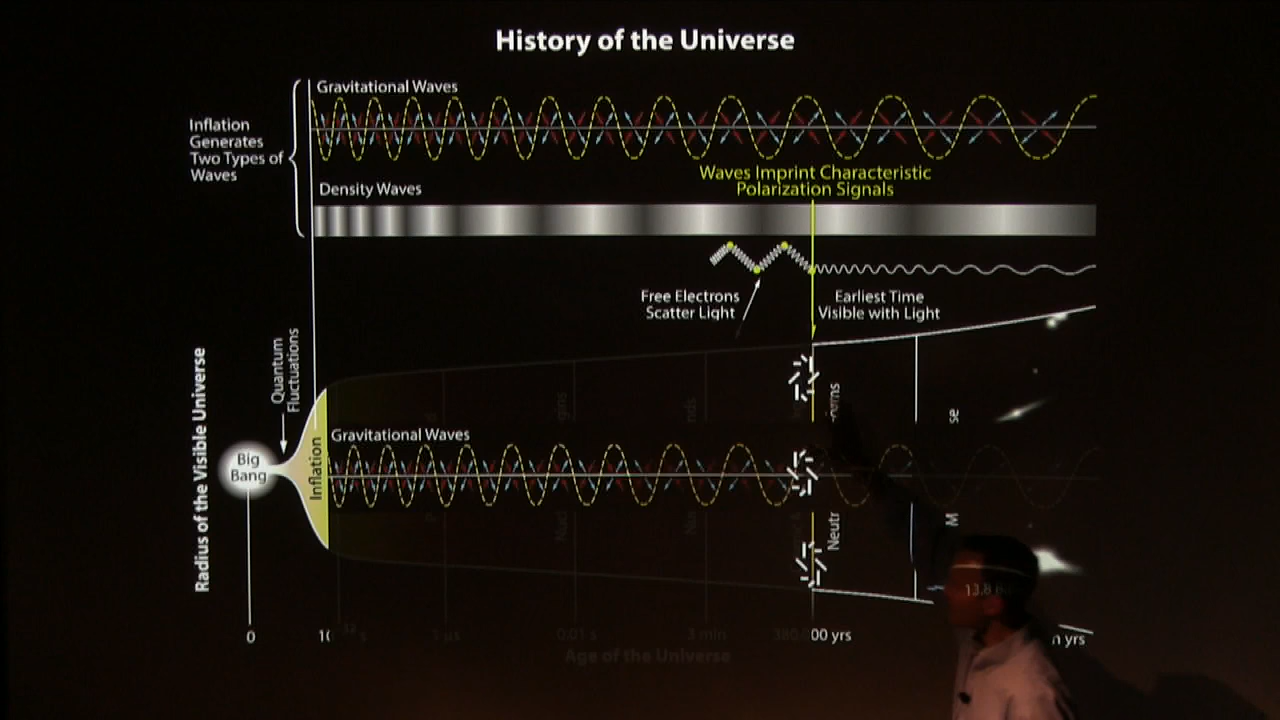 History of the Universe
Gravitational Waves
Inflation
Generates
Two Types of
Waves
Waves Imprint Characteristic
Polarization Signals
Density Waves
Free Electrons
Scatter Light
Earliest Time
Visible with Light
Radius of the Visible Universe
Quantum
Fluctuations
Big
Bang
Inflation
Gravitational Waves
Neutr
M
se
13.8 B
0
10
s
1 µs
0.01 s
3 min
380,000 yrs
n yrs
Age of the Universe